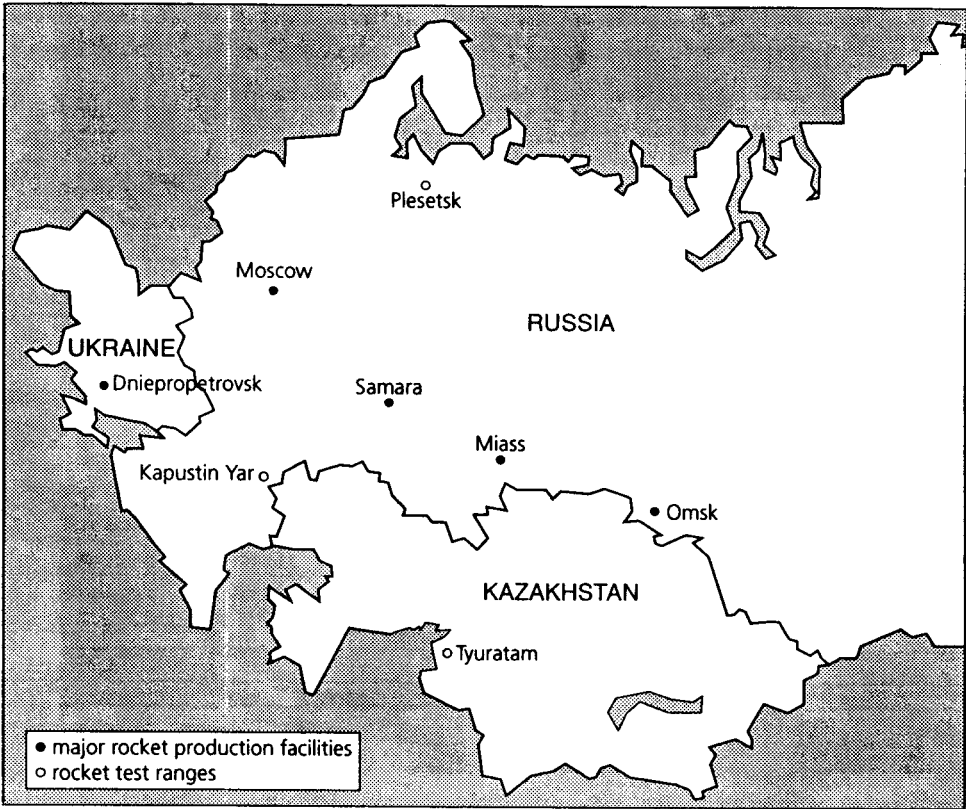 Plesetsk
Moscow
RUSSIA
UKRAINE
Dniepropetrovsk
Samara
Miass
Kapustin Yar
Omsk
KAZAKHSTAN
Tyuratam
major rocket production facilities
rocket test ranges